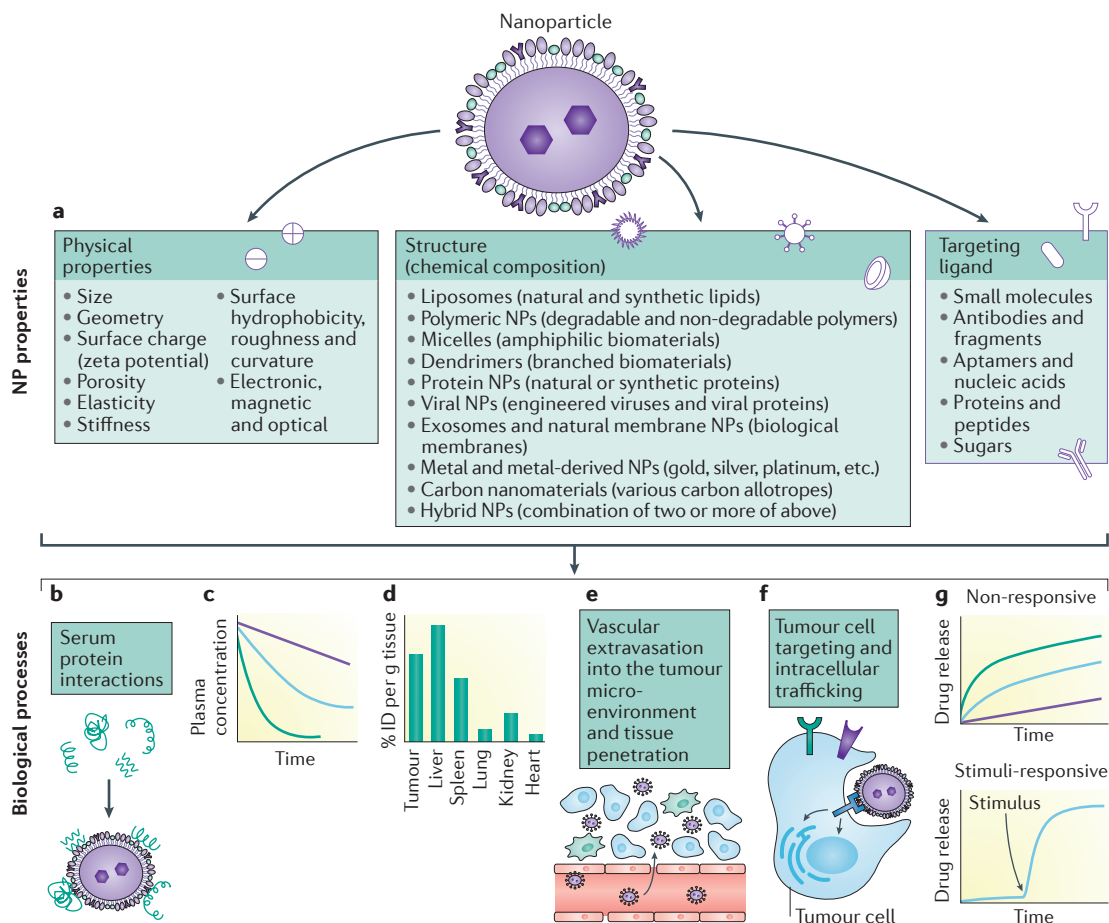 Nanoparticle
a
NP properties
Physical
properties
• Size
• Geometry
• Surface charge
(zeta potential)
• Porosity
• Elasticity
• Stiffness
• Surface
hydrophobicity,
roughness and
curvature
• Electronic,
magnetic
and optical
Structure
(chemical composition)
• Liposomes (natural and synthetic lipids)
• Polymeric NPs (degradable and non-degradable polymers)
• Micelles (amphiphilic biomaterials)
• Dendrimers (branched biomaterials)
• Protein NPs (natural or synthetic proteins)
• Viral NPs (engineered viruses and viral proteins)
• Exosomes and natural membrane NPs (biological
membranes)
• Metal and metal-derived NPs (gold, silver, platinum, etc.)
• Carbon nanomaterials (various carbon allotropes)
• Hybrid NPs (combination of two or more of above)
Targeting
ligand
• Small molecules
• Antibodies and
fragments
• Aptamers and
nucleic acids
• Proteins and
peptides
• Sugars
Biological processes
b
Serum
protein
interactions
c
Plasma
concentration
Time
d
% ID per g tissue
Tumour
Liver
Spleen
Lung
Kidney
Heart
e
Vascular
extravasation
into the tumour
micro-
environment
and tissue
penetration
f
Tumour cell
targeting and
intracellular
trafficking
Tumour cell
g
Non-responsive
Drug release
Time
Stimuli-responsive
Stimulus
Drug release
Time